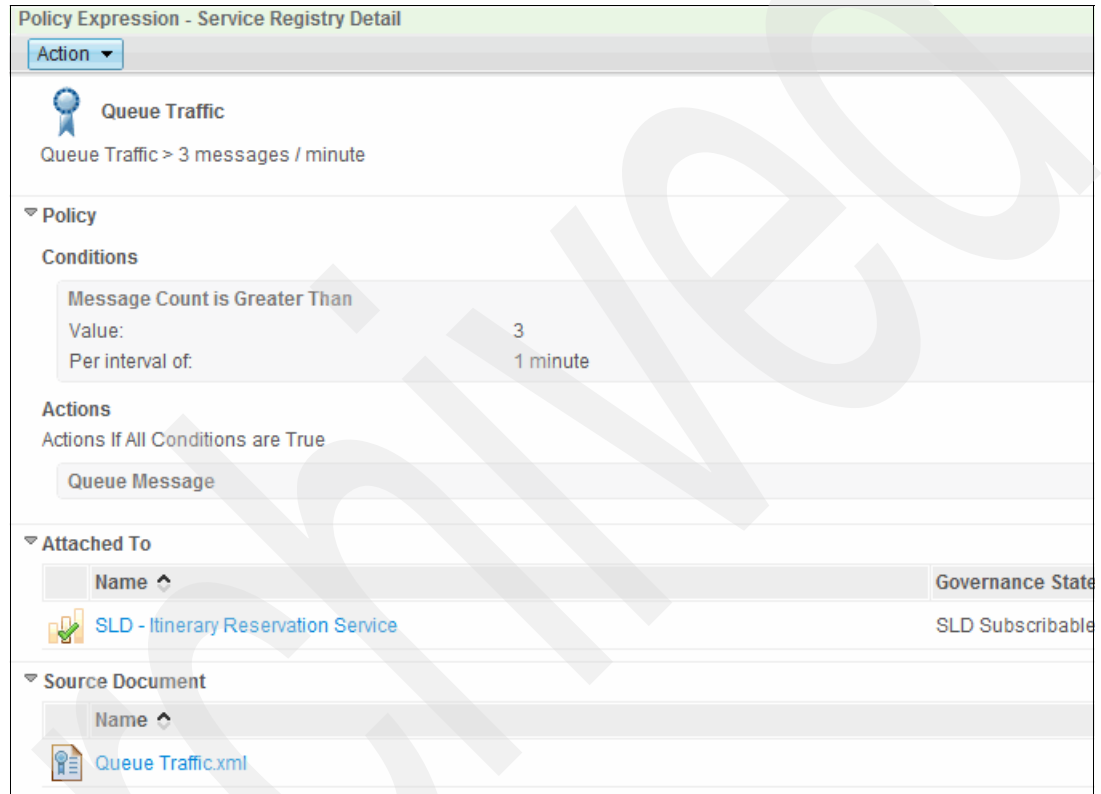 Policy Expression - Service Registry Detail
Action
Queue Traffic
Queue Traffic > 3 messages / minute
Policy
Conditions
Message Count is Greater Than
Value: 3
Per interval of: 1 minute
Actions
Actions If All Conditions are True
Queue Message
Attached To
Name Governance State
SLD - Itinerary Reservation Service SLD Subscribable
Source Document
Name
Queue Traffic.xml